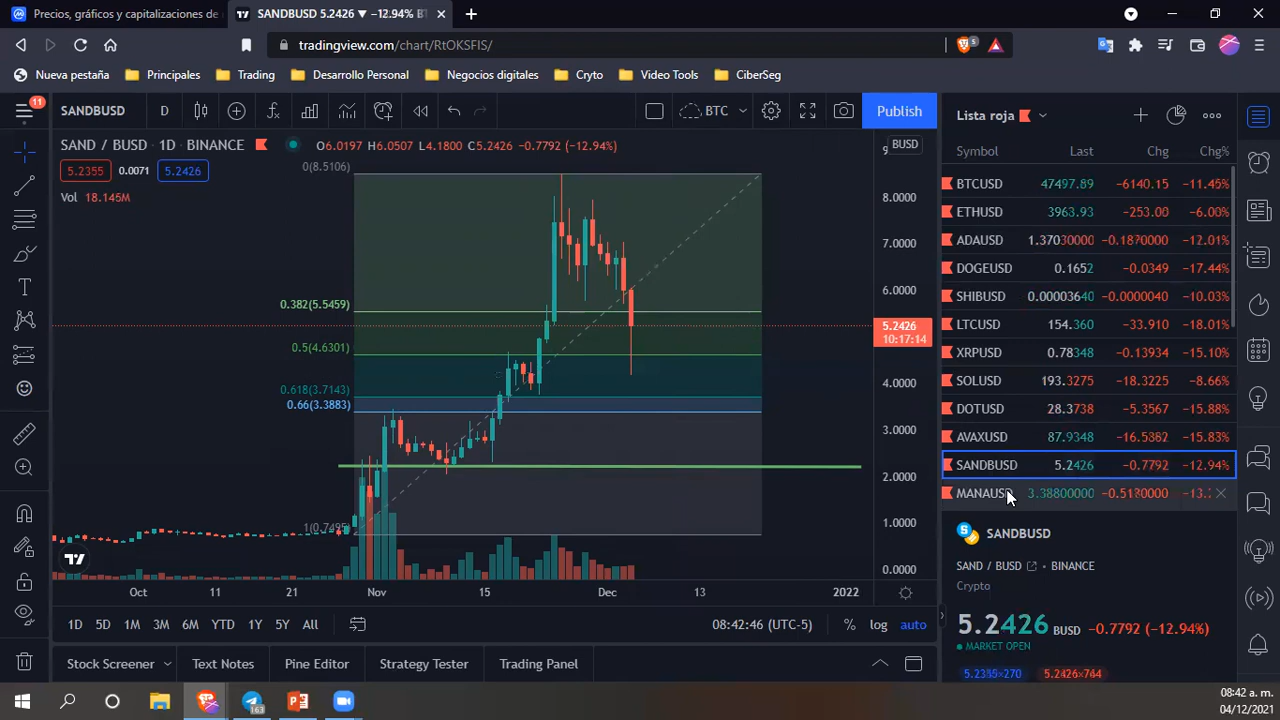 Precios, gráficos y capitalizaciones de
SANDBUSD 5.2426 ▼ −12.94% BT
tradingview.com/chart/RtOKSFIS/
5
Nueva pestaña
Principales
Trading
Desarrollo Personal
Negocios digitales
Cryto
Video Tools
CiberSeg
11
SANDBUSD
D
BTC
Publish
Lista roja
SAND / BUSD · 1D · BINANCE
O6.0197 H6.0507 L4.1800 C5.2426 −0.7792 (−12.94%)
BUSD
5.2355
0.0071
5.2426
Vol 18.145M
Symbol Last Chg Chg%
BTCUSD 47497.89 −6140.15 −11.45%
ETHUSD 3963.93 −253.00 −6.00%
ADAUSD 1.37030000 −0.1870000 −12.01%
DOGEUSD 0.1652 −0.0349 −17.44%
SHIBUSD 0.00003640 −0.0000040 −10.03%
LTCUSD 154.360 −33.910 −18.01%
XRPUSD 0.78348 −0.13934 −15.10%
SOLUSD 193.3275 −18.3225 −8.66%
DOTUSD 28.3738 −5.3567 −15.88%
AVAXUSD 87.9348 −16.5362 −15.83%
SANDBUSD 5.2426 −0.7792 −12.94%
MANAUSD 3.38800000 −0.5180000
0(8.5106)
0.382(5.5459)
0.5(4.6301)
0.618(3.7143)
0.66(3.3883)
1(0.7495)
8.0000
7.0000
6.0000
5.2426
10:17:14
4.0000
3.0000
2.0000
1.0000
0.0000
Oct 11 21 Nov 15 Dec 13 2022
SANDBUSD
SAND / BUSD · BINANCE
Crypto
5.2426 BUSD −0.7792 (−12.94%)
MARKET OPEN
5.2355×270
5.2426×744
1D 5D 1M 3M 6M YTD 1Y 5Y All
08:42:46 (UTC-5)
% log auto
Stock Screener
Text Notes
Pine Editor
Strategy Tester
Trading Panel
163
08:42 a. m.
04/12/2021